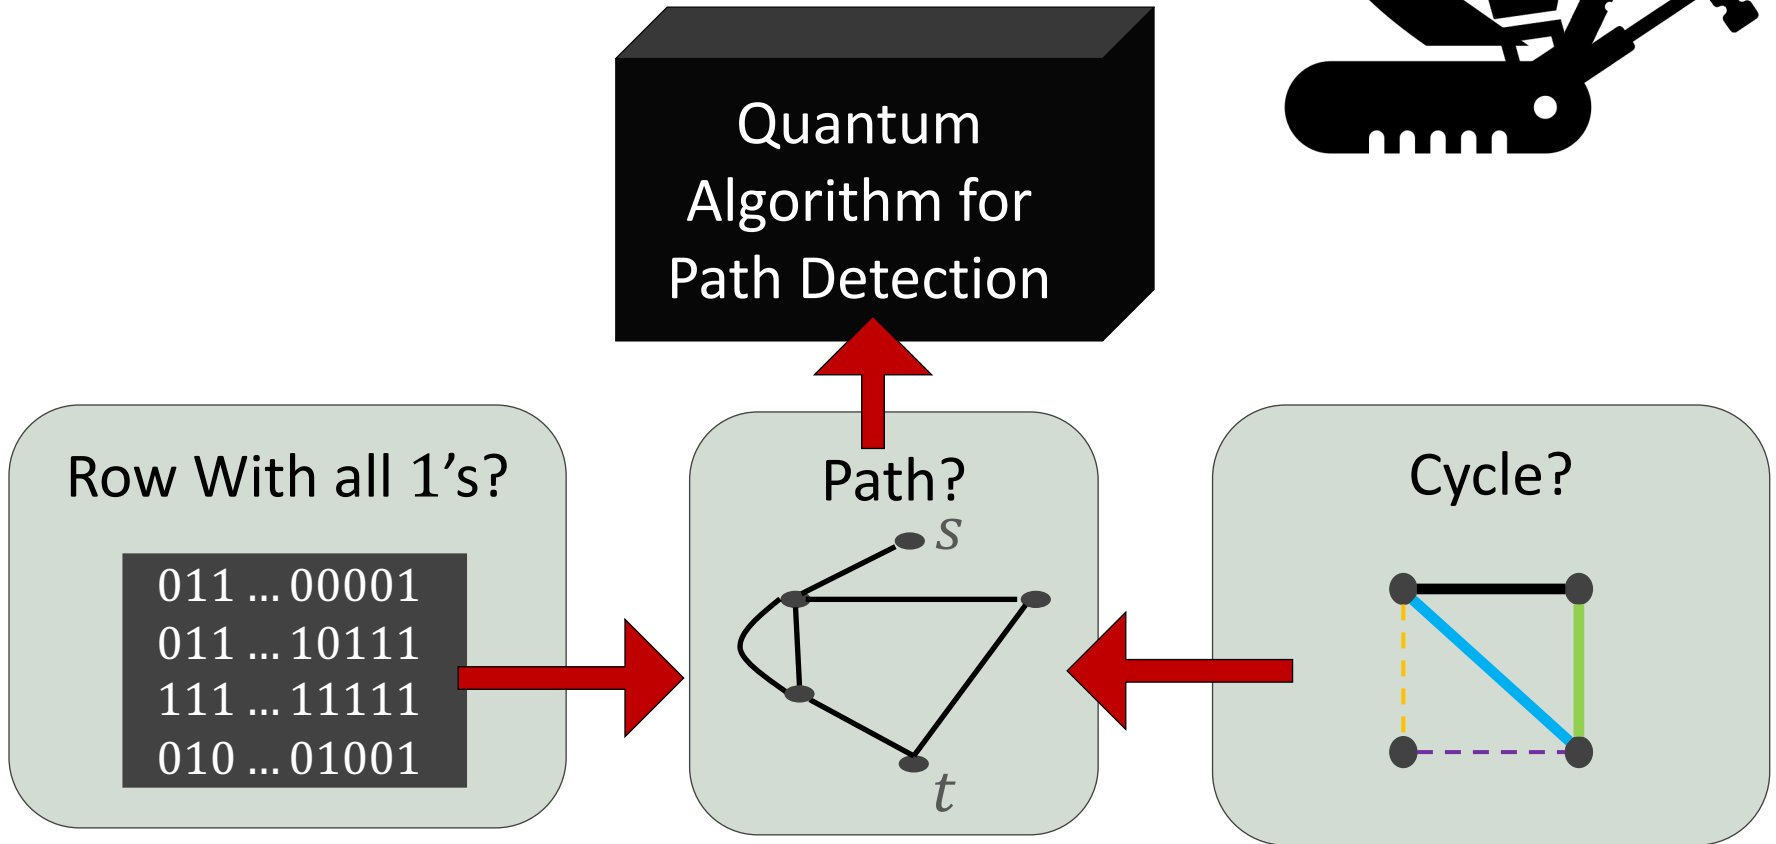 Quantum
Algorithm for
Path Detection
Row With all 1's?
011 ... 00001
011 ... 10111
111 ... 11111
010 ... 01001
Path?
s
t
Cycle?